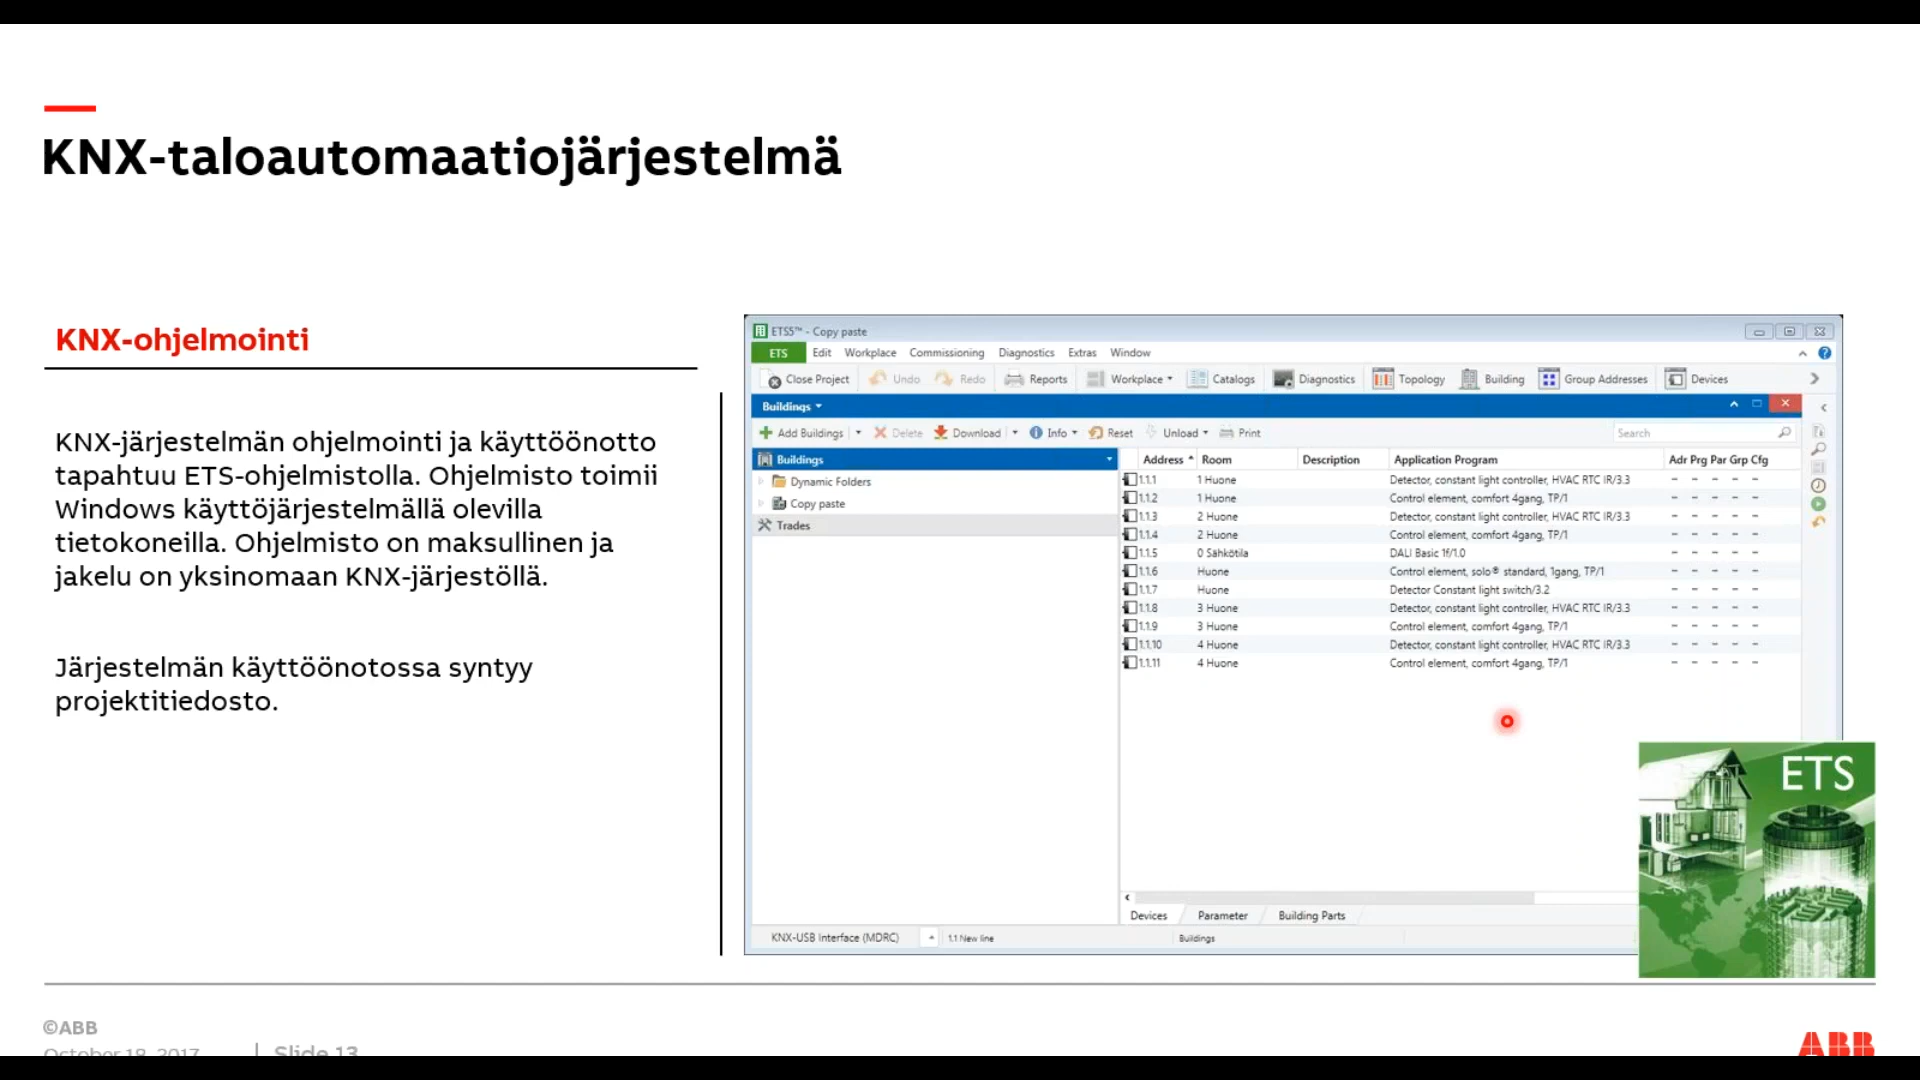 KNX-taloautomaatiojärjestelmä
KNX-ohjelmointi
KNX-järjestelmän ohjelmointi ja käyttöönotto
tapahtuu ETS-ohjelmistolla. Ohjelmisto toimii
Windows käyttöjärjestelmällä olevilla
tietokoneilla. Ohjelmisto on maksullinen ja
jakelu on yksinomaan KNX-järjestöllä.
Järjestelmän käyttöönotossa syntyy
projektitiedosto.
ETS5™ - Copy paste
ETS Edit Workplace Commissioning Diagnostics Extras Window
Close Project Undo Redo Reports Workplace Catalogs Diagnostics Topology Building Group Addresses Devices
Buildings
Add Buildings Delete Download Info Reset Unload Print Search
Buildings
Dynamic Folders
Copy paste
Trades
Address Room Description Application Program Adr Prg Par Grp Cfg
1.1.1 1 Huone Detector, constant light controller, HVAC RTC IR/3.3 - - - - -
1.1.2 1 Huone Control element, comfort 4gang, TP/1 - - - - -
1.1.3 2 Huone Detector, constant light controller, HVAC RTC IR/3.3 - - - - -
1.1.4 2 Huone Control element, comfort 4gang, TP/1 - - - - -
1.1.5 0 Sähkötila DALI Basic 1f/1.0 - - - - -
1.1.6 Huone Control element, solo® standard, 1gang, TP/1 - - - - -
1.1.7 Huone Detector Constant light switch/3.2 - - - - -
1.1.8 3 Huone Detector, constant light controller, HVAC RTC IR/3.3 - - - - -
1.1.9 3 Huone Control element, comfort 4gang, TP/1 - - - - -
1.1.10 4 Huone Detector, constant light controller, HVAC RTC IR/3.3 - - - - -
1.1.11 4 Huone Control element, comfort 4gang, TP/1 - - - - -
Devices Parameter Building Parts
KNX-USB Interface (MDRC) 1.1 New line Buildings
ETS
©ABB
October 18, 2017 | Slide 13
ABB